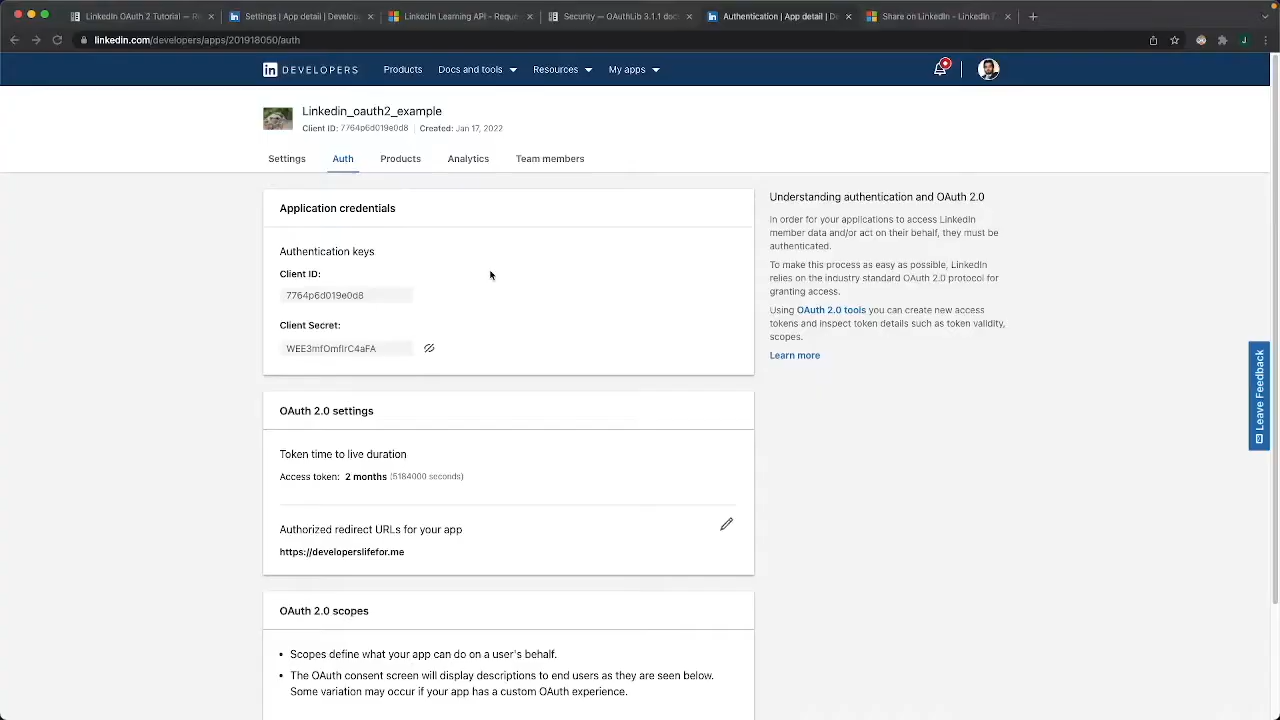 LinkedIn OAuth 2 Tutorial — R
Settings | App detail | Develo
LinkedIn Learning API - Reque
Security — OAuthLib 3.1.1 doc
Authentication | App detail | D
Share on LinkedIn - LinkedIn
linkedin.com/developers/apps/201918050/auth
in DEVELOPERS Products Docs and tools Resources My apps
Linkedin_oauth2_example
Client ID: 7764p6d019e0d8 Created: Jan 17, 2022
Settings Auth Products Analytics Team members
Application credentials
Authentication keys
Client ID:
7764p6d019e0d8
Client Secret:
OAuth 2.0 settings
Token time to live duration
Access token: 2 months (5184000 seconds)
Authorized redirect URLs for your app
https://developerslifefor.me
OAuth 2.0 scopes
• Scopes define what your app can do on a user's behalf.
• The OAuth consent screen will display descriptions to end users as they are seen below.
Some variation may occur if your app has a custom OAuth experience.
Understanding authentication and OAuth 2.0
In order for your applications to access LinkedIn
member data and/or act on their behalf, they must be
authenticated.
To make this process as easy as possible, LinkedIn
relies on the industry standard OAuth 2.0 protocol for
granting access.
Using OAuth 2.0 tools you can create new access
tokens and inspect token details such as token validity,
scopes.
Learn more
Leave Feedback